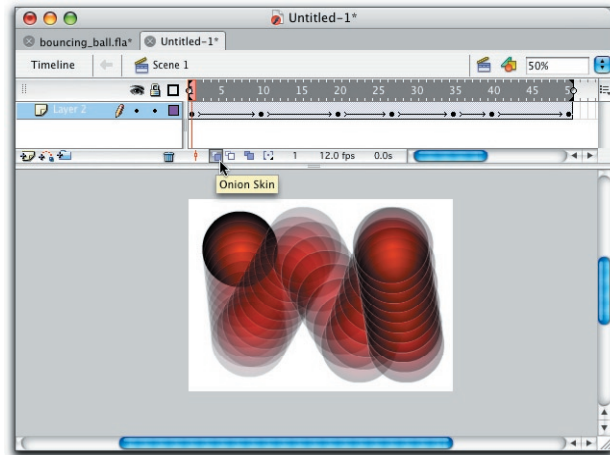 Untitled-1*
bouncing_ball.fla* Untitled-1*
Timeline Scene 1 50%
5 10 15 20 25 30 35 40 45 50
Layer 2
1 12.0 fps 0.0s
Onion Skin